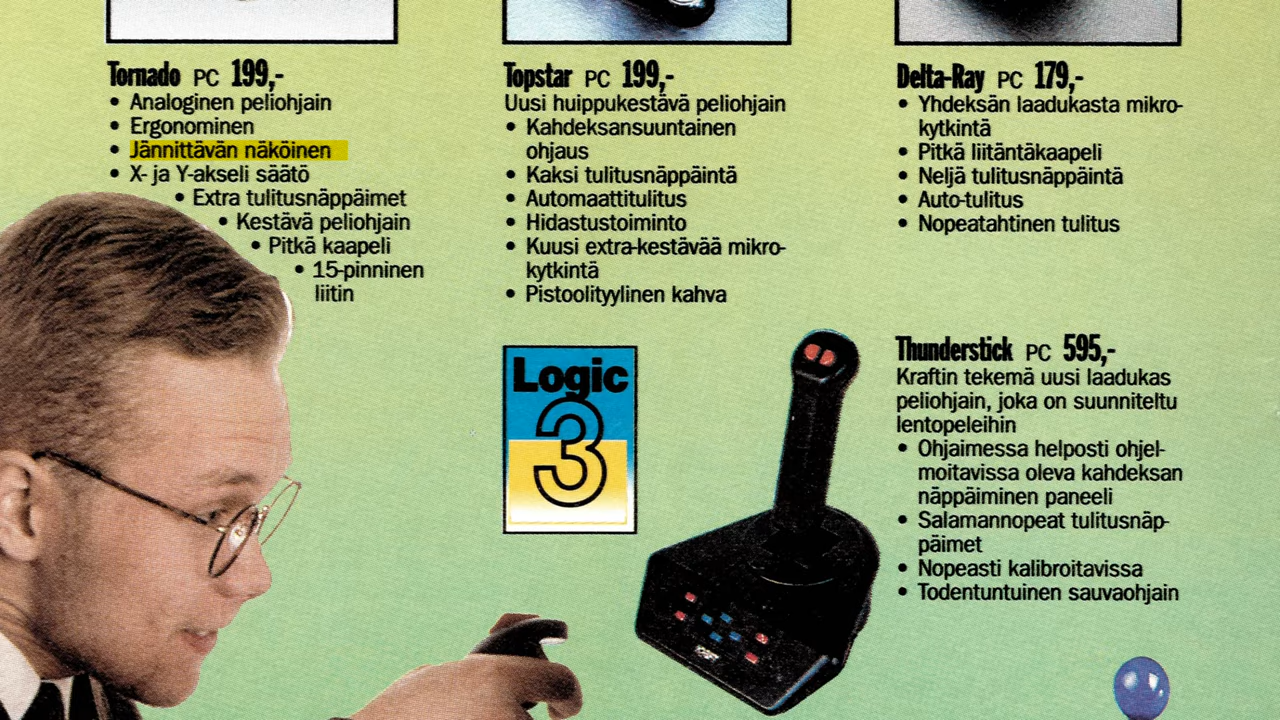 Tornado PC 199,-
• Analoginen peliohjain
• Ergonominen
• Jännittävän näköinen
• X- ja Y-akseli säätö
• Extra tulitusnäppäimet
• Kestävä peliohjain
• Pitkä kaapeli
• 15-pinninen
liitin
Topstar PC 199,-
Uusi huippukestävä peliohjain
• Kahdeksansuuntainen
ohjaus
• Kaksi tulitusnäppäintä
• Automaattitulitus
• Hidastustoiminto
• Kuusi extra-kestävää mikro-
kytkintä
• Pistoolityylinen kahva
Delta-Ray PC 179,-
• Yhdeksän laadukasta mikro-
kytkintä
• Pitkä liitäntäkaapeli
• Neljä tulitusnäppäintä
• Auto-tulitus
• Nopeatahtinen tulitus
Logic
3
Thunderstick PC 595,-
Kraftin tekemä uusi laadukas
peliohjain, joka on suunniteltu
lentopeleihin
• Ohjaimessa helposti ohjel-
moitavissa oleva kahdeksan
näppäiminen paneeli
• Salamannopeat tulitusnäp-
päimet
• Nopeasti kalibroitavissa
• Todentuntuinen sauvaohjain